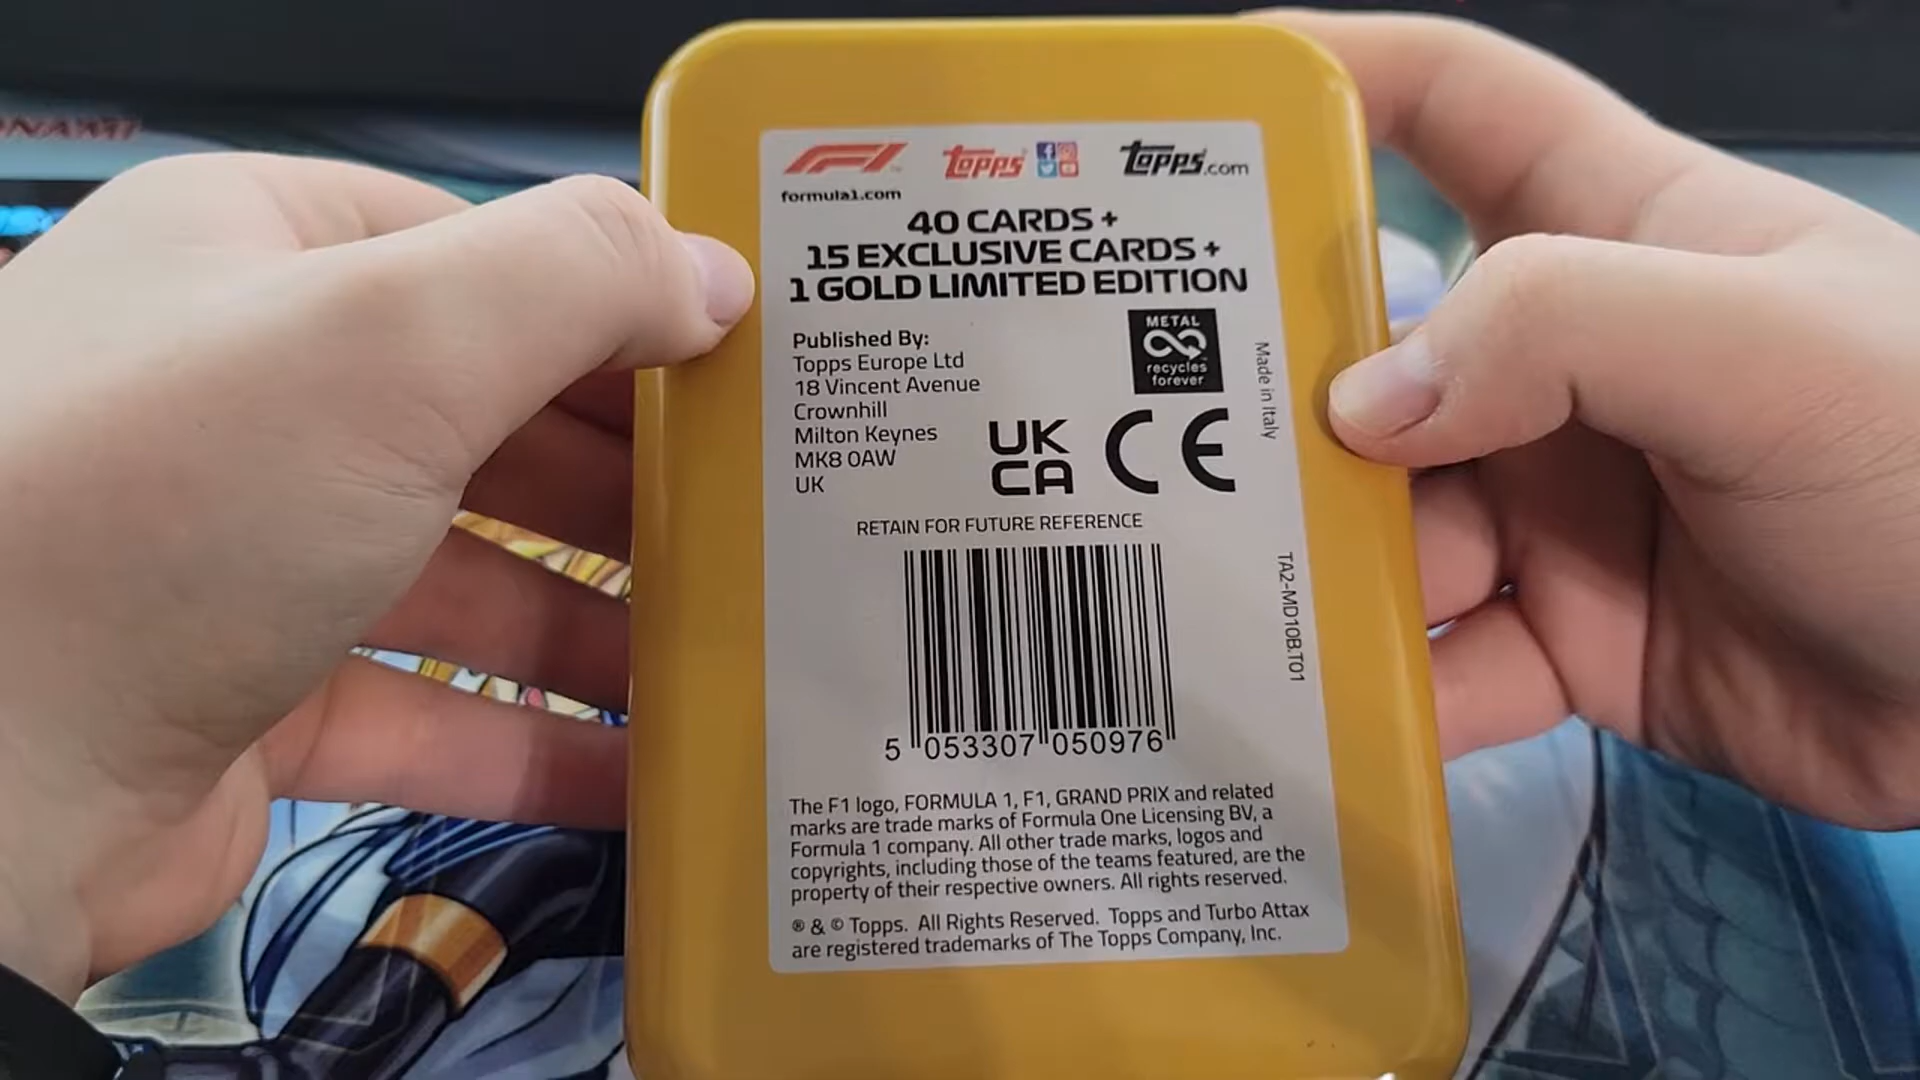 ONAMI
F1
formula1.com
Topps
Topps.com
40 CARDS +
15 EXCLUSIVE CARDS +
1 GOLD LIMITED EDITION
Published By:
Topps Europe Ltd
18 Vincent Avenue
Crownhill
Milton Keynes
MK8 0AW
UK
METAL
recycles
forever
Made in Italy
UK
CA
CE
RETAIN FOR FUTURE REFERENCE
5 053307 050976
TA2-MD10B.T01
The F1 logo, FORMULA 1, F1, GRAND PRIX and related
marks are trade marks of Formula One Licensing BV, a
Formula 1 company. All other trade marks, logos and
copyrights, including those of the teams featured, are the
property of their respective owners. All rights reserved.
® & © Topps. All Rights Reserved. Topps and Turbo Attax
are registered trademarks of The Topps Company, Inc.